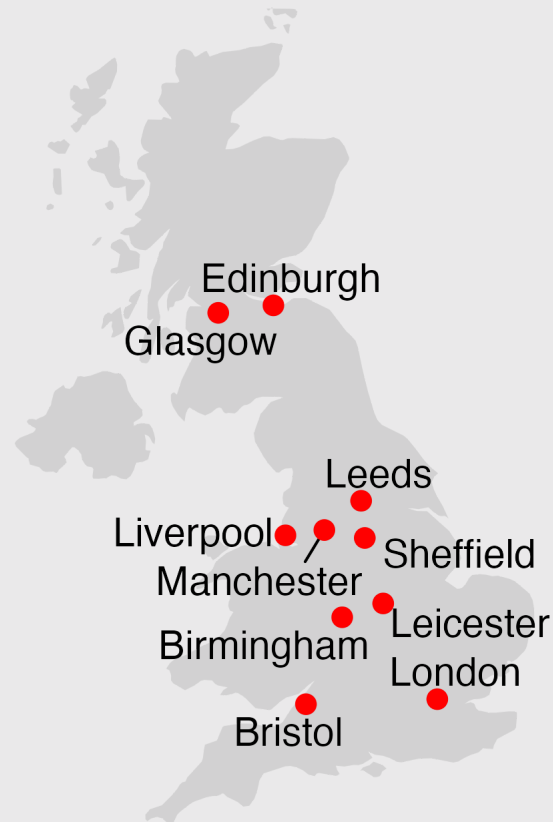 Edinburgh
Glasgow
Leeds
Liverpool
Sheffield
Manchester
Leicester
Birmingham
London
Bristol